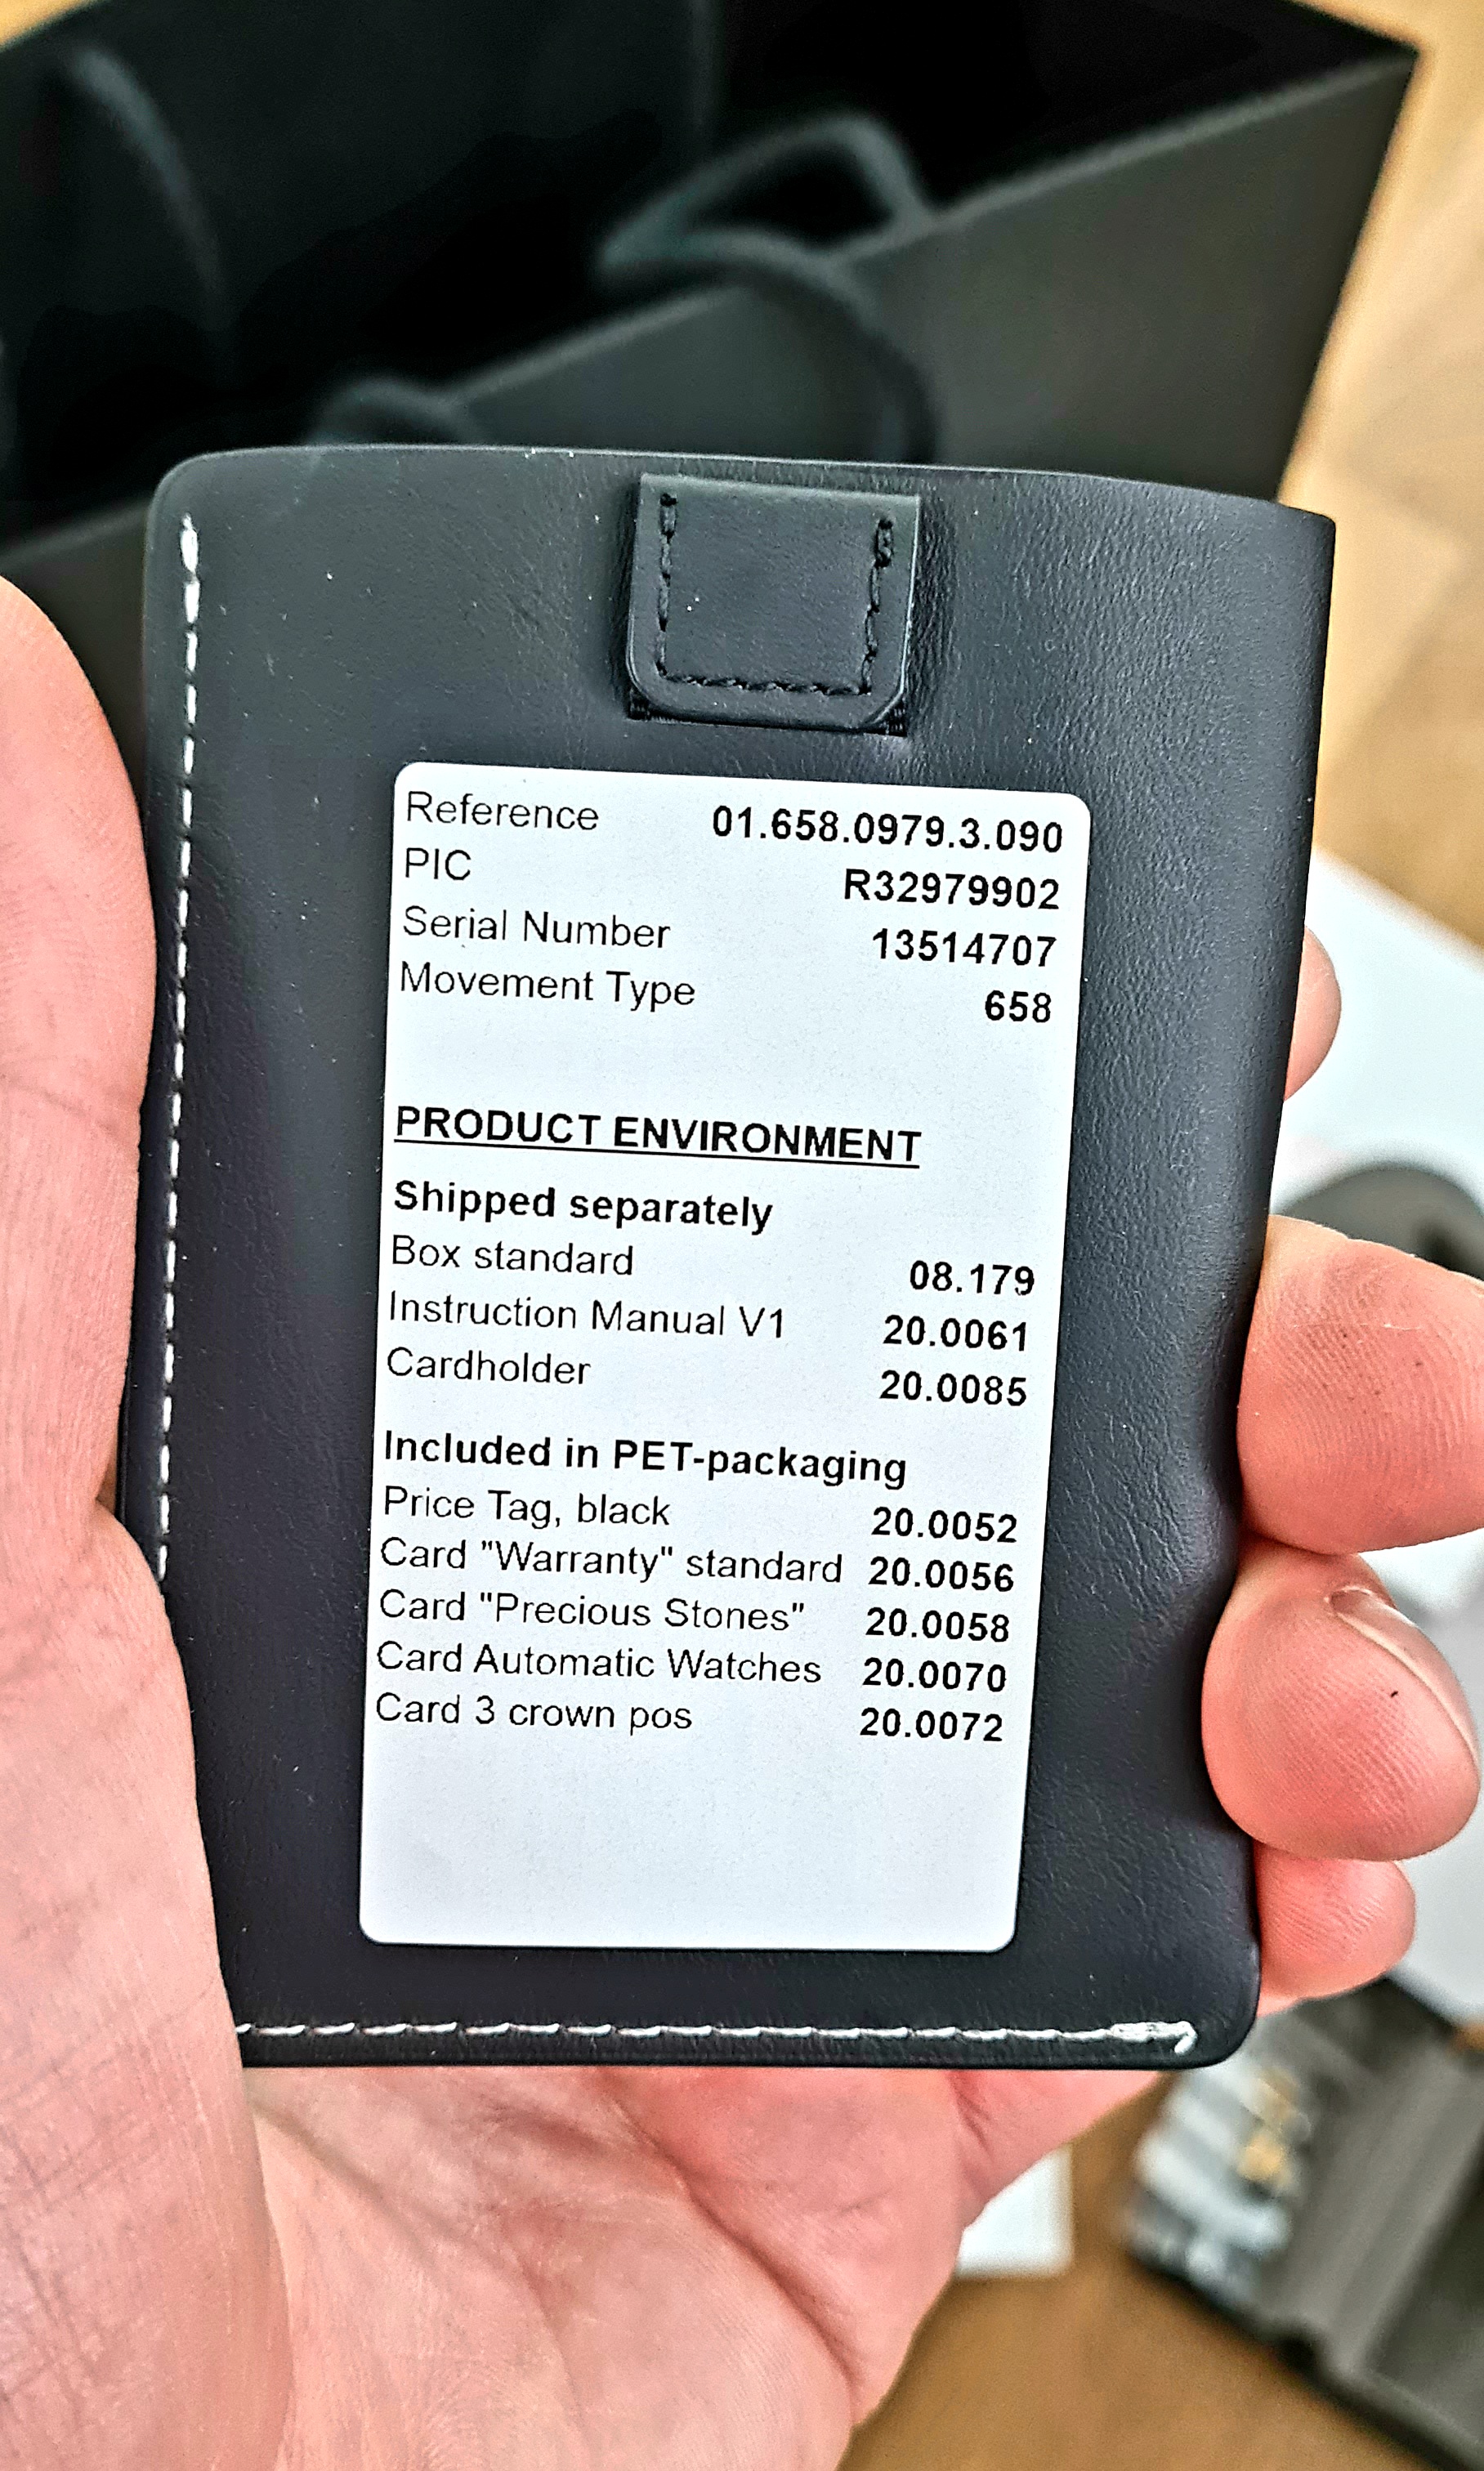 Reference 01.658.0979.3.090
PIC R32979902
Serial Number 13514707
Movement Type 658
PRODUCT ENVIRONMENT
Shipped separately
Box standard 08.179
Instruction Manual V1 20.0061
Cardholder 20.0085
Included in PET-packaging
Price Tag, black 20.0052
Card "Warranty" standard 20.0056
Card "Precious Stones" 20.0058
Card Automatic Watches 20.0070
Card 3 crown pos 20.0072